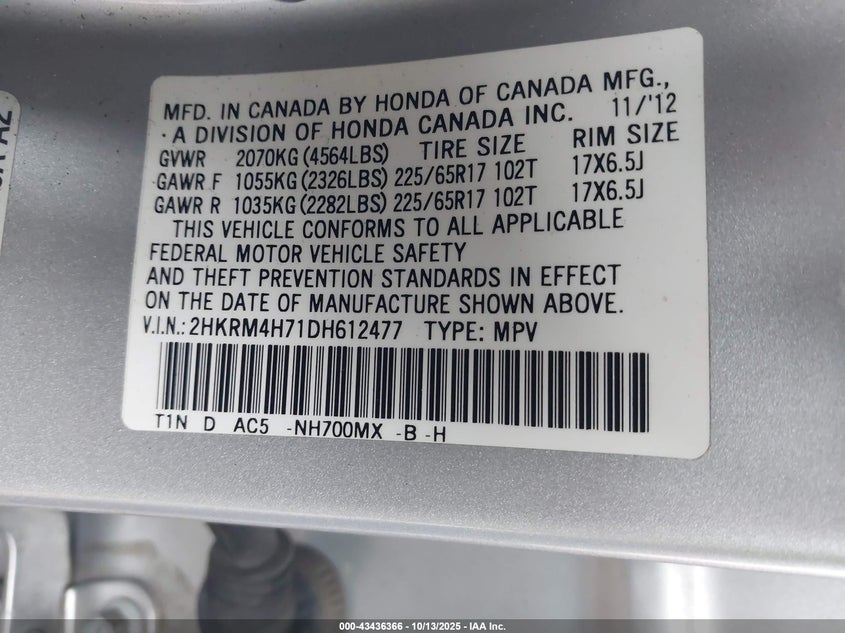 MFD. IN CANADA BY HONDA OF CANADA MFG.,
A DIVISION OF HONDA CANADA INC. 11/'12
GVWR 2070KG (4564LBS) TIRE SIZE RIM SIZE
GAWR F 1055KG (2326LBS) 225/65R17 102T 17X6.5J
GAWR R 1035KG (2282LBS) 225/65R17 102T 17X6.5J
THIS VEHICLE CONFORMS TO ALL APPLICABLE
FEDERAL MOTOR VEHICLE SAFETY
AND THEFT PREVENTION STANDARDS IN EFFECT
ON THE DATE OF MANUFACTURE SHOWN ABOVE.
V.I.N.: 2HKRM4H71DH612477 TYPE: MPV
T1N D AC5 -NH700MX -B -H
000-43436366 | 10/13/2025 | IAA Inc.